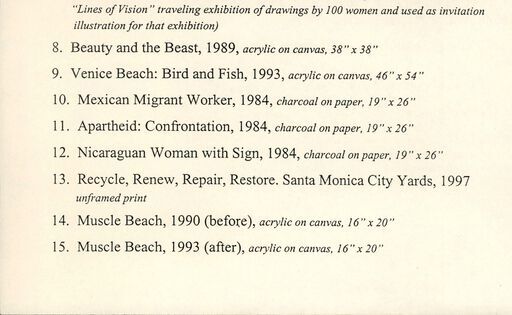 "Lines of Vision" traveling exhibition of drawings by 100 women and used as invitation
illustration for that exhibition)
8. Beauty and the Beast, 1989, acrylic on canvas, 38" x 38"
9. Venice Beach: Bird and Fish, 1993, acrylic on canvas, 46" x 54"
10. Mexican Migrant Worker, 1984, charcoal on paper, 19" x 26"
11. Apartheid: Confrontation, 1984, charcoal on paper, 19" x 26"
12. Nicaraguan Woman with Sign, 1984, charcoal on paper, 19" x 26"
13. Recycle, Renew, Repair, Restore. Santa Monica City Yards, 1997
unframed print
14. Muscle Beach, 1990 (before), acrylic on canvas, 16" x 20"
15. Muscle Beach, 1993 (after), acrylic on canvas, 16" x 20"